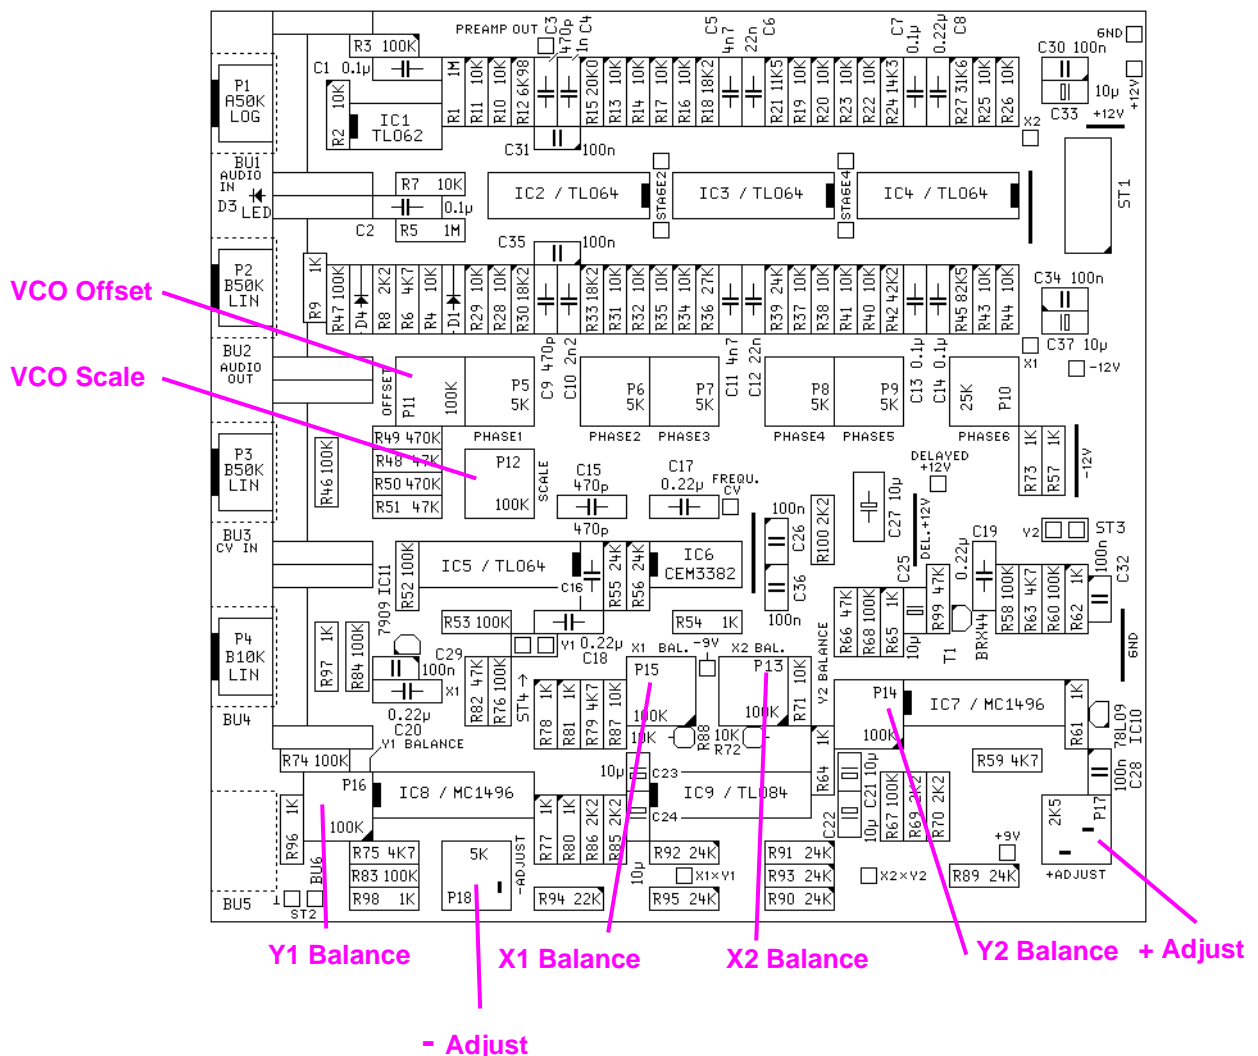 PREAMP OUT
C3
470p
1n C4
C5
4n7
22n
C6
C7
0.1µ
0.22µ
C8
GND
R3 100K
C30 100n
C1 0.1µ
10µ
C33
+12V
+12V
P1
A50K
LOG
R2 10K
IC1
TL062
R1 1M
R11 10K
R10 10K
R12 6K98
R15 20K0
R13 10K
R14 10K
R17 10K
R16 10K
R18 18K2
R21 11K5
R19 10K
R20 10K
R23 10K
R22 10K
R24 14K3
R27 31K6
R25 10K
R26 10K
X2
C31 100n
BU1
AUDIO
IN
D3 LED
R7 10K
0.1µ
C2 R5 1M
IC2 / TL064
STAGE2
IC3 / TL064
STAGE4
IC4 / TL064
ST1
C35 100n
P2
B50K
LIN
R9 1K
R47 100K
D4
R8 2K2
R6 4K7
R4 10K
D1
R29 10K
R28 10K
R30 18K2
R33 18K2
R31 10K
R32 10K
R35 10K
R34 10K
R36 27K
R39 24K
R37 10K
R38 10K
R41 10K
R40 10K
R42 42K2
R45 82K5
R43 10K
R44 10K
C34 100n
C37 10µ
X1
-12V
VCO Offset
VCO Scale
BU2
AUDIO
OUT
OFFSET
P11
100K
P5
5K
C9 470p
C10 2n2
P6
5K
P7
5K
C11 4n7
C12 22n
P8
5K
P9
5K
C13 0.1µ
C14 0.1µ
25K
P10
PHASE1
PHASE2 PHASE3
PHASE4 PHASE5
PHASE6
P3
B50K
LIN
R46 100K
R49 470K
R48 47K
R50 470K
R51 47K
P12
100K
SCALE
C15
470p
C17
0.22µ
FREQU.
CV
DELAYED
+12V
R73 1K
R57 1K
-12V
BU3
CV IN
100n
C26
R100 2K2
C27 10µ
DEL.+12V
Y2
ST3
470p
IC5 / TL064
C16
R52 100K
R55 24K
R56 24K
IC6
CEM3382
C36
100n
C25
C19
0.22µ
100n
C32
7909 IC11
R53 100K
Y1 0.22µ
C18
R54 1K
R66 47K
R68 100K
R65 1K
10µ
R99 47K
T1
BRX44
R58 100K
R63 4K7
R60 100K
R62 1K
GND
P4
B10K
LIN
R97 1K
R84 100K
C29
100n
X1
0.22µ
C20
R82 47K
R76 100K
ST4 →
X1 BAL.
-9V
P15
100K
X2 BAL.
P13
100K
R71 10K
Y2 BALANCE
P14
100K
IC7 / MC1496
R61 1K
78L09
IC10
BU4
Y1 BALANCE
R78 1K
R81 1K
R79 4K7
R87 10K
10K
R88
10K
R72
R74 100K
R64 1K
R59 4K7
100n
C28
P16
100K
R96 1K
IC8 / MC1496
10µ C23
C24
IC9 / TL084
C21 10µ
C22 10µ
R67 100K
R69 2K2
R70 2K2
2K5
P17
R77 1K
R80 1K
R86 2K2
R85 2K2
10µ
BU6
R75 4K7
R83 100K
R98 1K
5K
P18
-ADJUST
R92 24K
R91 24K
+9V
X1×Y1
R93 24K
X2×Y2
R89 24K
+ADJUST
BU5
ST2
R94 22K
R95 24K
R90 24K
Y1 Balance
X1 Balance
X2 Balance
Y2 Balance
+ Adjust
- Adjust